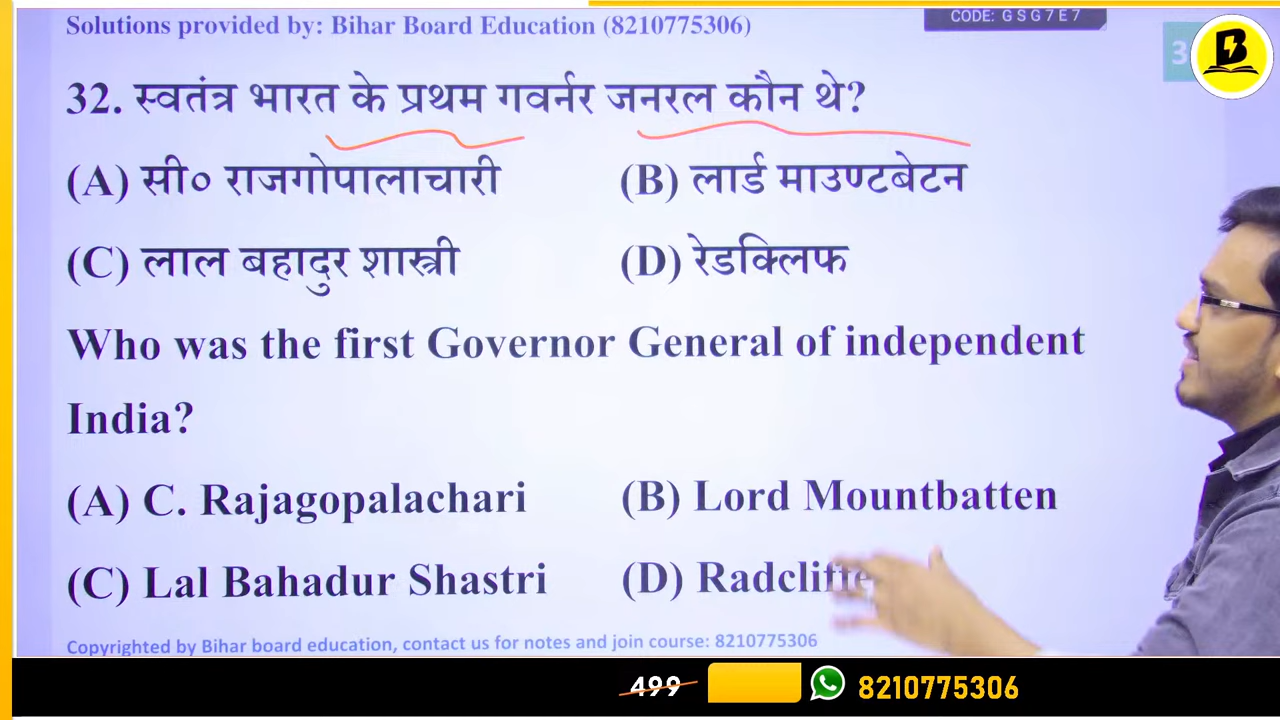 Solutions provided by: Bihar Board Education (8210775306)
CODE: G S G 7 E 7
3
B
32. स्वतंत्र भारत के प्रथम गवर्नर जनरल कौन थे?
(A) सी० राजगोपालाचारी (B) लार्ड माउण्टबेटन
(C) लाल बहादुर शास्त्री (D) रेडक्लिफ
Who was the first Governor General of independent
India?
(A) C. Rajagopalachari (B) Lord Mountbatten
(C) Lal Bahadur Shastri (D) Radcliffe
Copyrighted by Bihar board education, contact us for notes and join course: 8210775306
499 8210775306